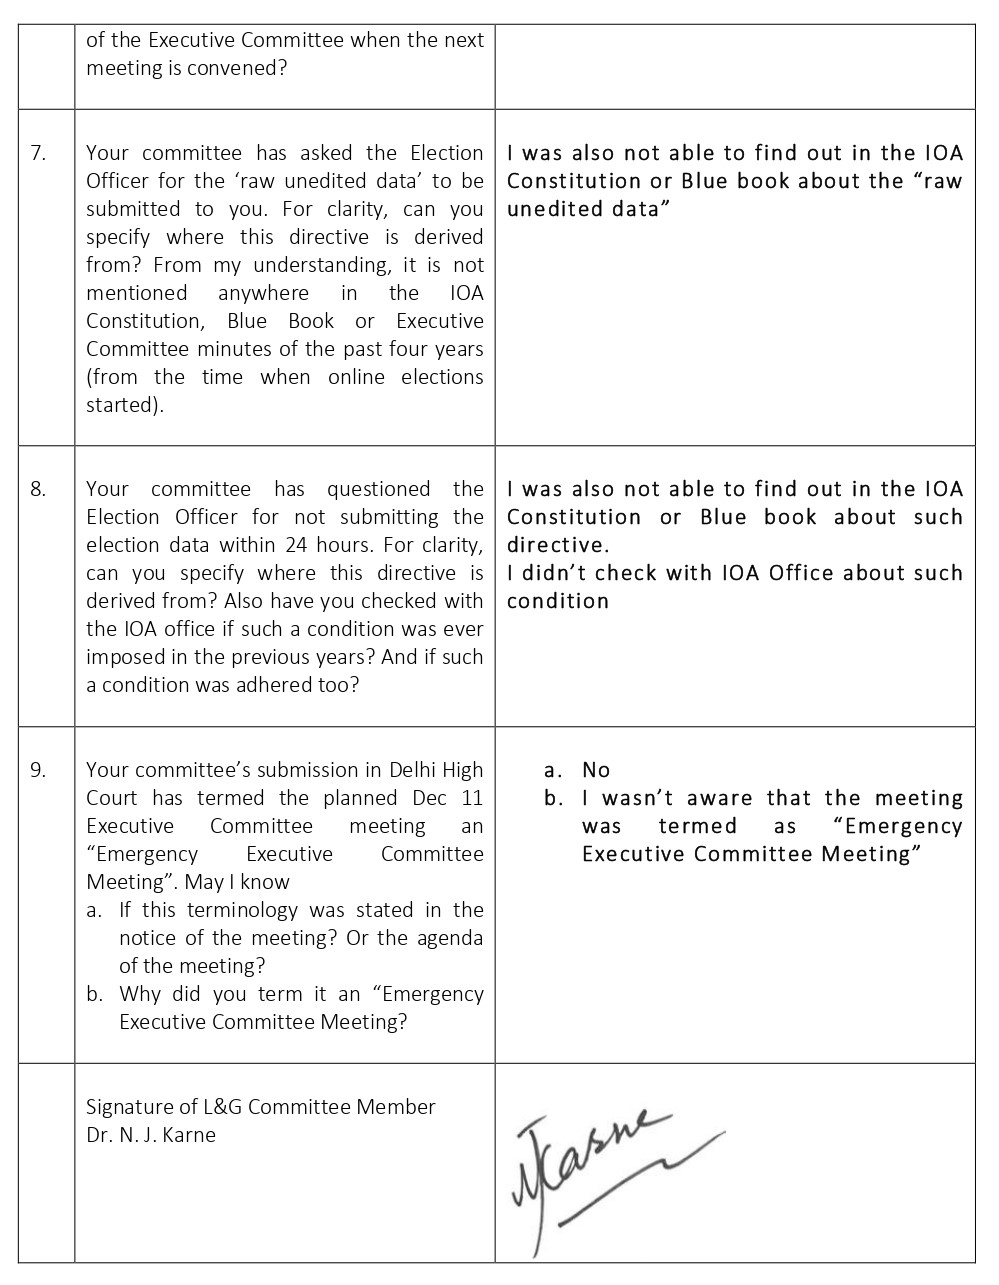 of the Executive Committee when the next
meeting is convened?
7.
Your committee has asked the Election
Officer for the ‘raw unedited data’ to be
submitted to you. For clarity, can you
specify where this directive is derived
from? From my understanding, it is not
mentioned anywhere in the IOA
Constitution, Blue Book or Executive
Committee minutes of the past four years
(from the time when online elections
started).
I was also not able to find out in the IOA
Constitution or Blue book about the “raw
unedited data”
8.
Your committee has questioned the
Election Officer for not submitting the
election data within 24 hours. For clarity,
can you specify where this directive is
derived from? Also have you checked with
the IOA office if such a condition was ever
imposed in the previous years? And if such
a condition was adhered too?
I was also not able to find out in the IOA
Constitution or Blue book about such
directive.
I didn’t check with IOA Office about such
condition
9.
Your committee’s submission in Delhi High
Court has termed the planned Dec 11
Executive Committee meeting an
“Emergency Executive Committee
Meeting”. May I know
a. If this terminology was stated in the
notice of the meeting? Or the agenda
of the meeting?
b. Why did you term it an “Emergency
Executive Committee Meeting?
a. No
b. I wasn’t aware that the meeting
was termed as “Emergency
Executive Committee Meeting”
Signature of L&G Committee Member
Dr. N. J. Karne
NJKarne